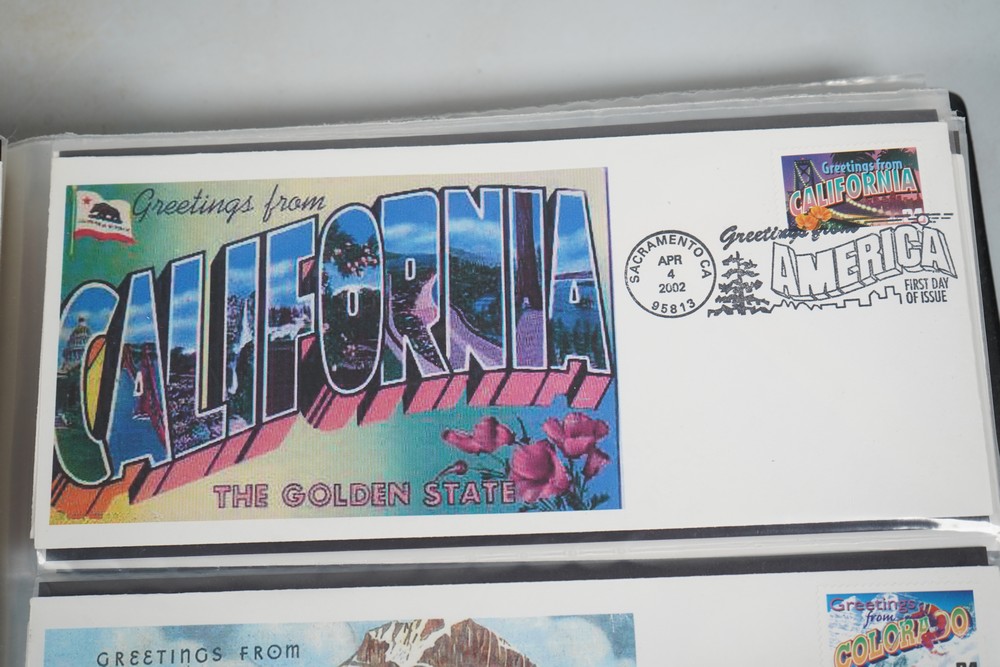 Greetings from
CALIFORNIA
THE GOLDEN STATE
Greetings from
CALIFORNIA
SACRAMENTO CA
APR
4
2002
95813
Greetings from
AMERICA
FIRST DAY
OF ISSUE
GREETINGS FROM
Greetings
from
COLORADO